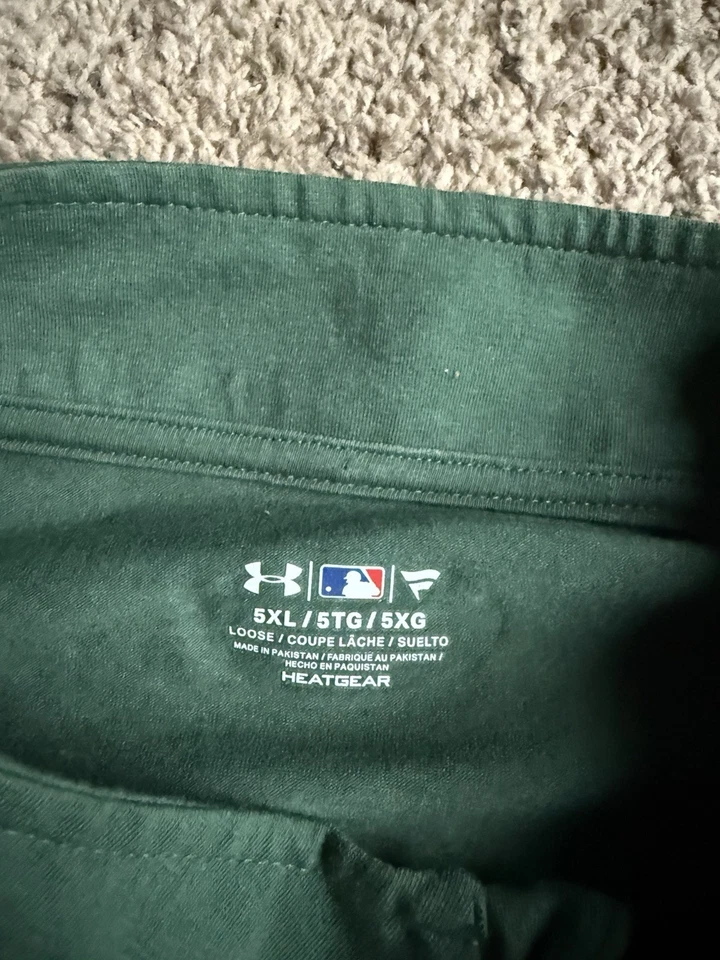 5XL / 5TG / 5XG
LOOSE / COUPE LÂCHE / SUELTO
MADE IN PAKISTAN / FABRIQUÉ AU PAKISTAN /
HECHO EN PAQUISTAN
HEATGEAR